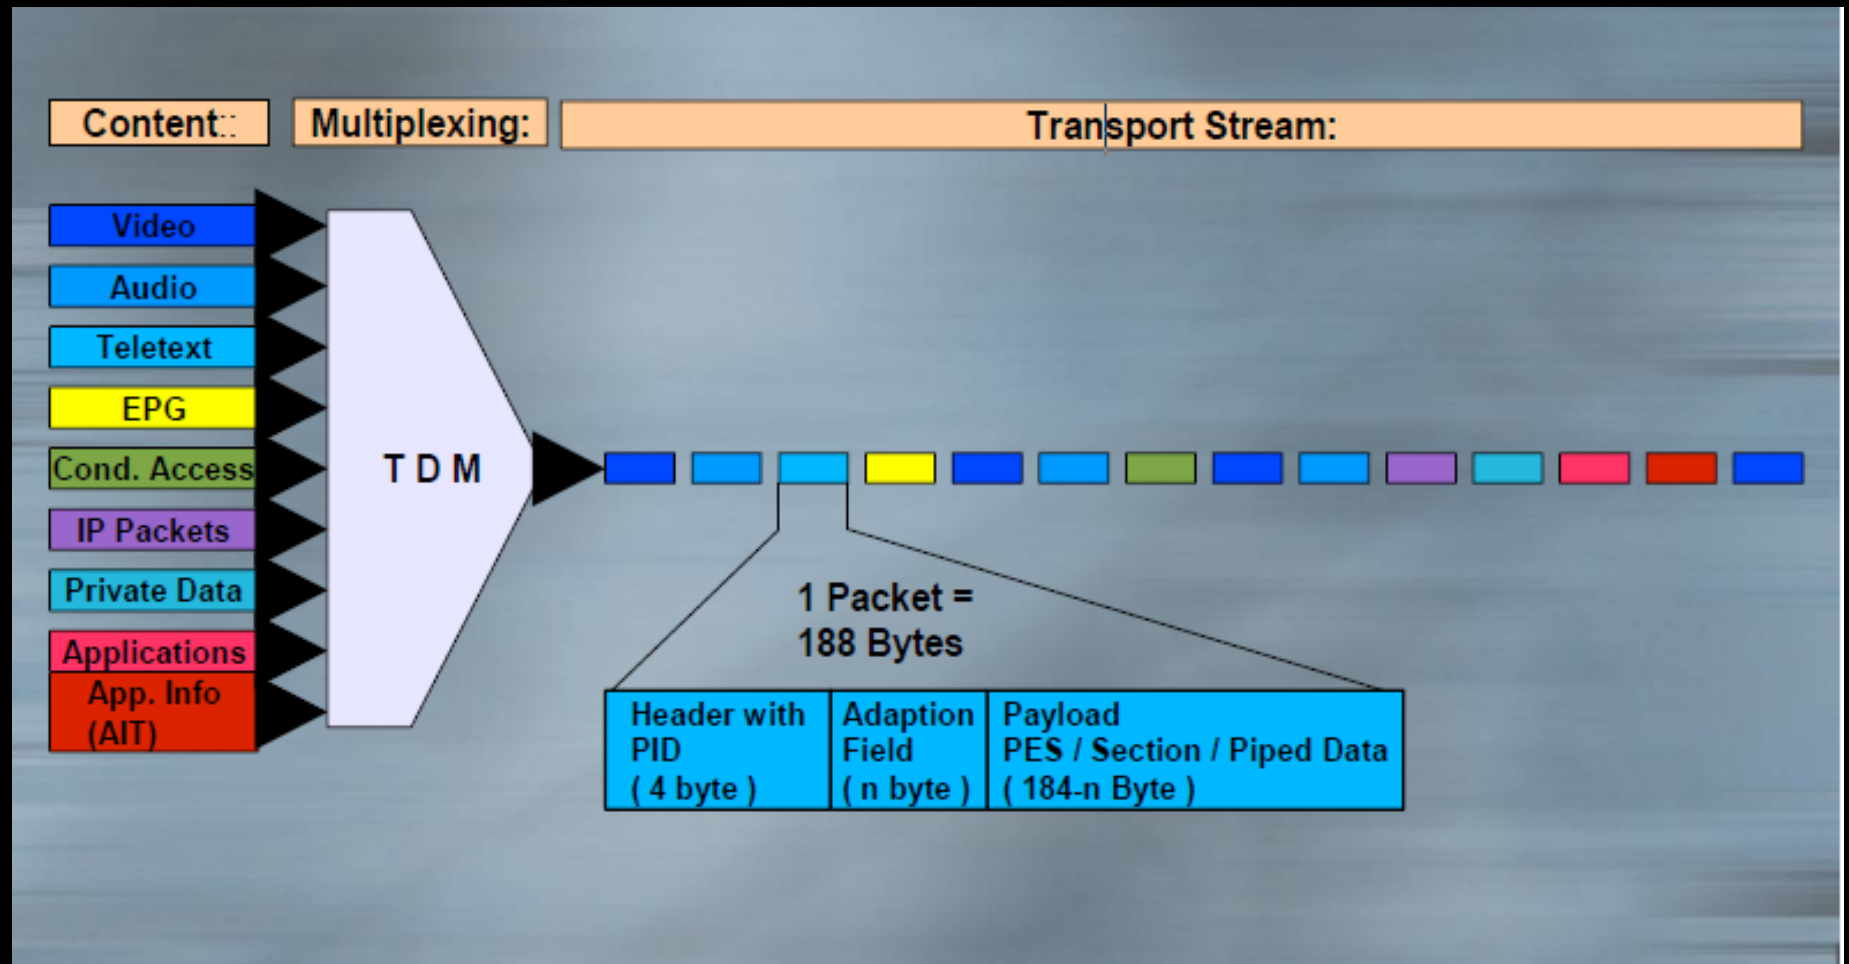 Content::
Multiplexing:
Transport Stream:
Video
Audio
Teletext
EPG
Cond. Access
IP Packets
Private Data
Applications
App. Info
(AIT)
T D M
1 Packet =
188 Bytes
Header with
PID
( 4 byte )
Adaption
Field
( n byte )
Payload
PES / Section / Piped Data
( 184-n Byte )